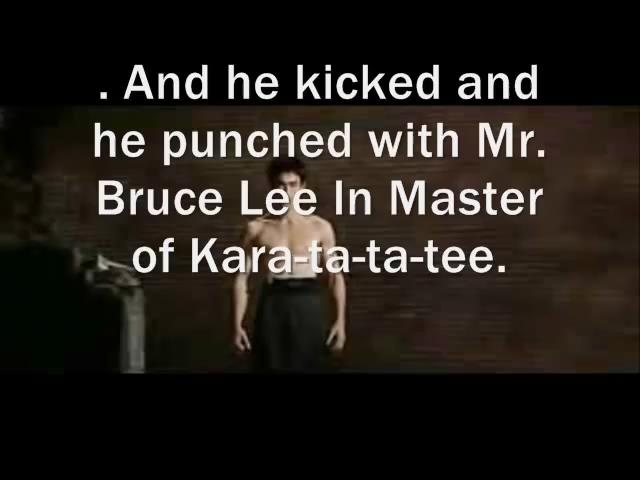 . And he kicked and
he punched with Mr.
Bruce Lee In Master
of Kara-ta-ta-tee.